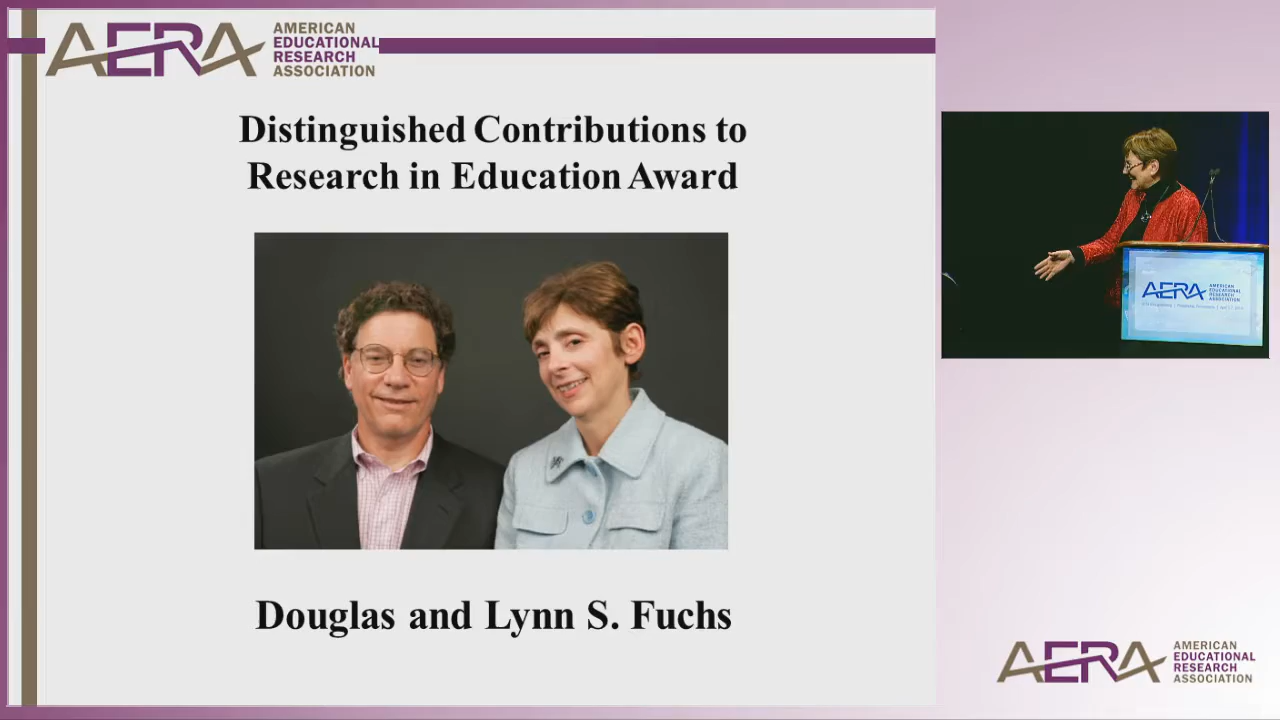 AERA
AMERICAN
EDUCATIONAL
RESEARCH
ASSOCIATION
Distinguished Contributions to
Research in Education Award
Douglas and Lynn S. Fuchs
AERA
AMERICAN
EDUCATIONAL
RESEARCH
ASSOCIATION
AERA
AMERICAN
EDUCATIONAL
RESEARCH
ASSOCIATION